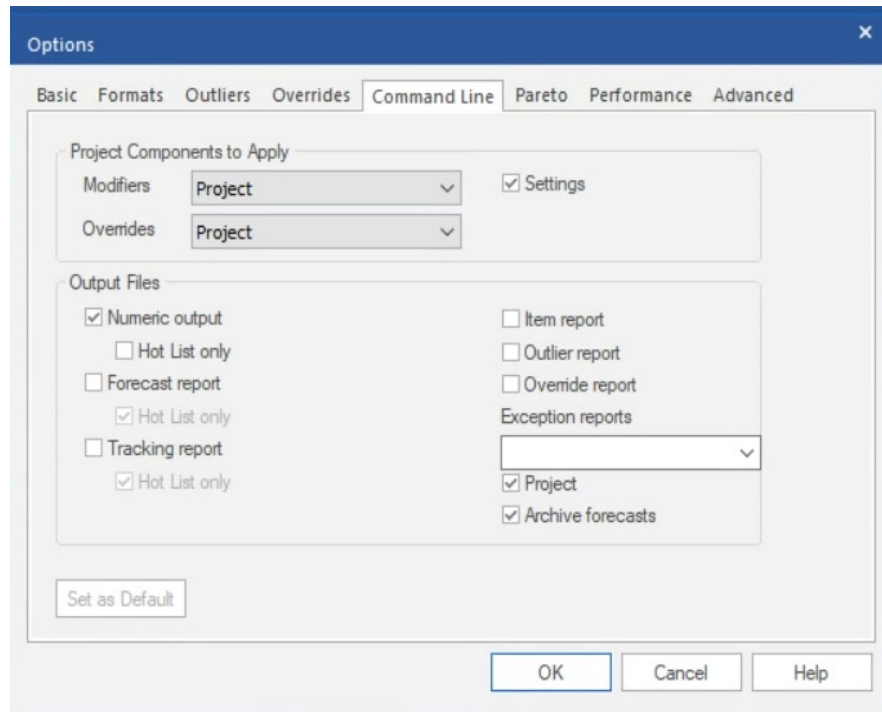 Options
Basic Formats Outliers Overrides Command Line Pareto Performance Advanced
Project Components to Apply
Modifiers Project Settings
Overrides Project
Output Files
Numeric output
Hot List only
Forecast report
Hot List only
Tracking report
Hot List only
Item report
Outlier report
Override report
Exception reports
Project
Archive forecasts
Set as Default
OK Cancel Help